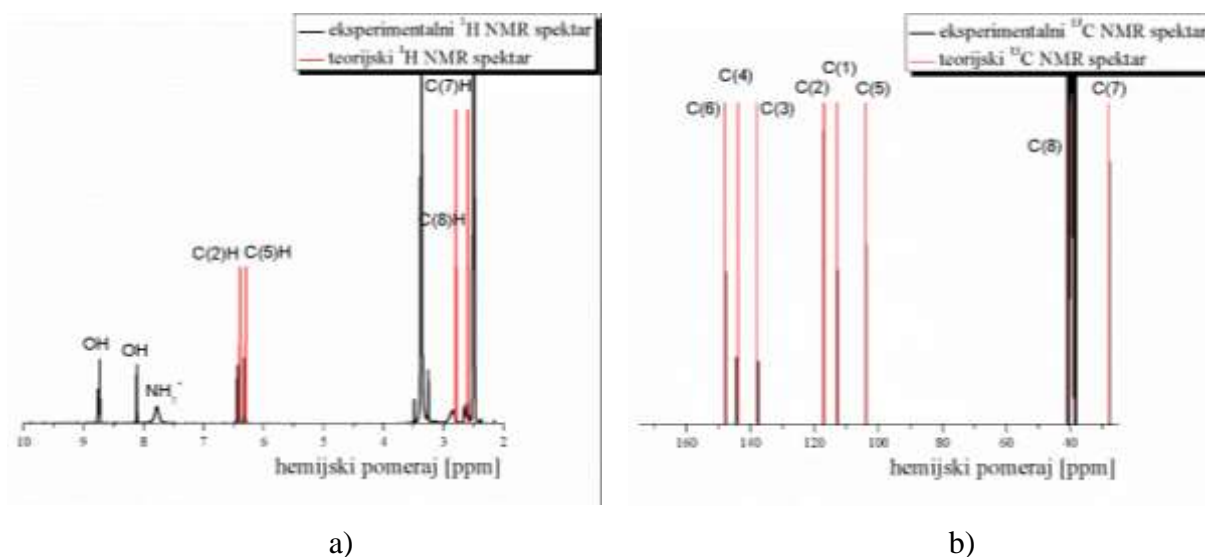 eksperimentalni ¹H NMR spektar
teorijski ¹H NMR spektar
C(7)H
C(8)H
C(2)H C(5)H
OH
OH
NH₃⁺
10 9 8 7 6 5 4 3 2
hemijski pomeraj [ppm]
a)
eksperimentalni ¹³C NMR spektar
teorijski ¹³C NMR spektar
C(4) C(1)
C(6) C(3) C(2) C(5) C(7)
C(8)
160 140 120 100 80 60 40
hemijski pomeraj [ppm]
b)